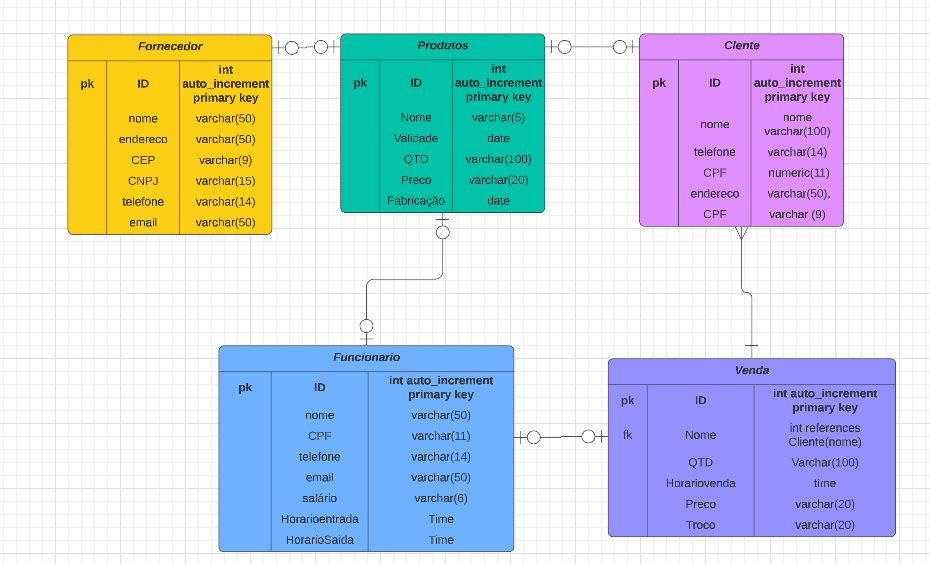 Fornecedor
pk ID int auto_increment primary key
nome varchar(50)
endereco varchar(50)
CEP varchar(9)
CNPJ varchar(15)
telefone varchar(14)
email varchar(50)
Produtos
pk ID int auto_increment primary key
Nome varchar(5)
Validade date
QTD varchar(100)
Preco varchar(20)
Fabricação date
Clente
pk ID int auto_increment primary key
nome nome varchar(100)
telefone varchar(14)
CPF numeric(11)
endereco varchar(50),
CPF varchar (9)
Funcionario
pk ID int auto_increment primary key
nome varchar(50)
CPF varchar(11)
telefone varchar(14)
email varchar(50)
salário varchar(6)
Horarioentrada Time
HorarioSaida Time
Venda
pk ID int auto_increment primary key
fk Nome int references Cliente(nome)
QTD Varchar(100)
Horariovenda time
Preco varchar(20)
Troco varchar(20)